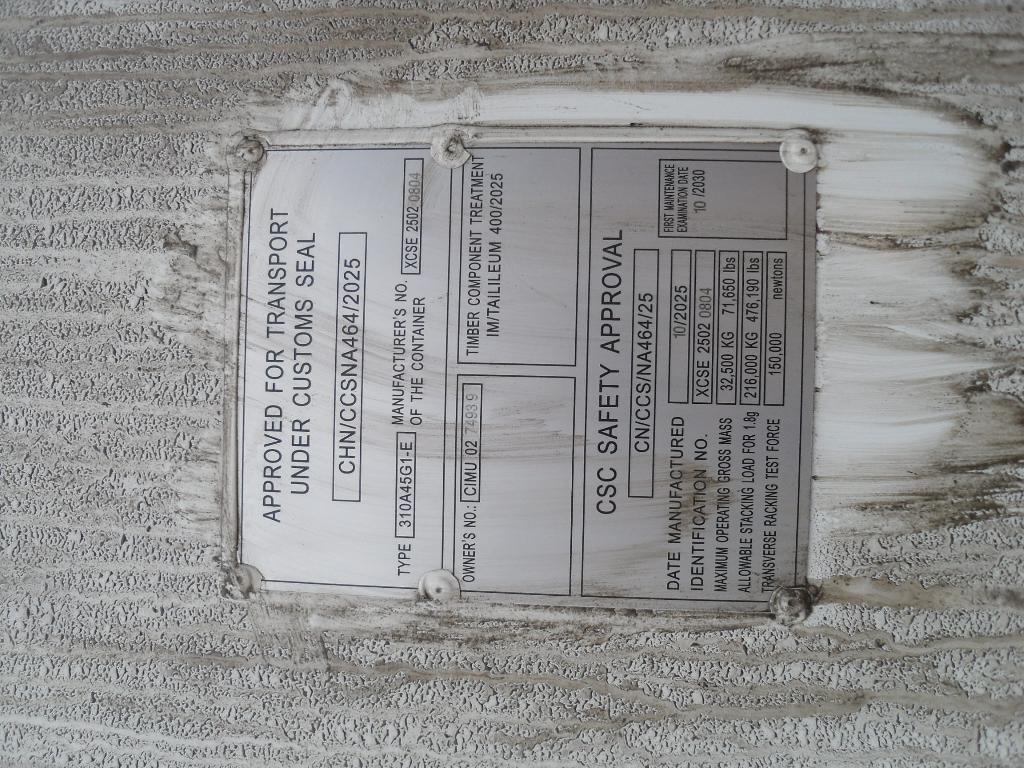 APPROVED FOR TRANSPORT
UNDER CUSTOMS SEAL
CHN/CCSNA464/2025
TYPE 310A45G1-E MANUFACTURER'S NO. OF THE CONTAINER XCSE 2502 0804
OWNER'S NO.: CIMU 02 7493 9
TIMBER COMPONENT TREATMENT
IM/TAILILEUM 400/2025
CSC SAFETY APPROVAL
CN/CCS/NA464/25
DATE MANUFACTURED 10/2025
IDENTIFICATION NO. XCSE 2502 0804
MAXIMUM OPERATING GROSS MASS 32,500 KG 71,650 lbs
ALLOWABLE STACKING LOAD FOR 1.8g 216,000 KG 476,190 lbs
TRANSVERSE RACKING TEST FORCE 150,000 newtons
FIRST MAINTENANCE
EXAMINATION DATE
10 /2030